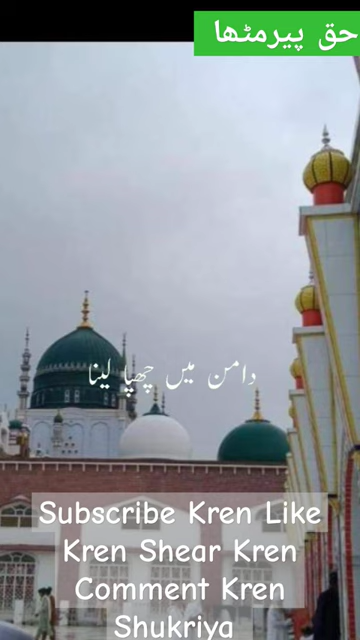 حق پیرمٹھا
دامن میں چھپا لینا
Subscribe Kren Like
Kren Shear Kren
Comment Kren
Shukriya